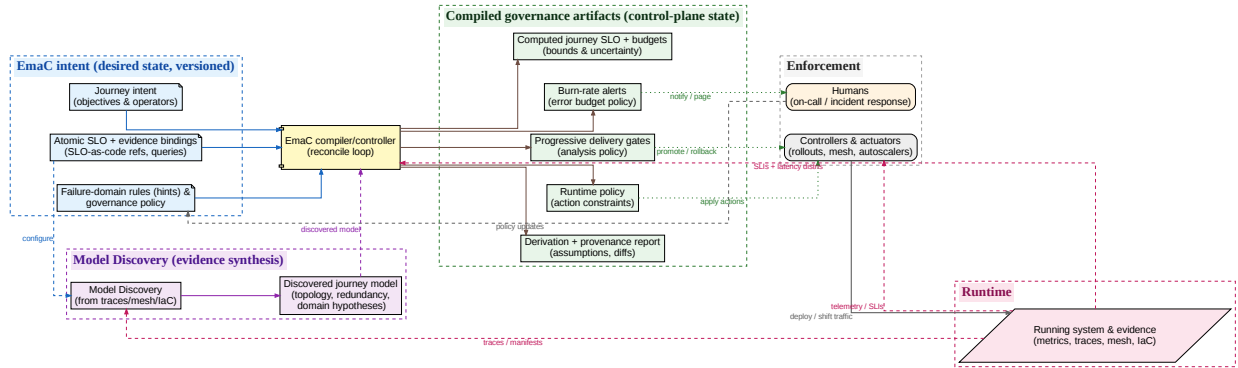 Compiled governance artifacts (control-plane state)
Computed journey SLO + budgets
(bounds & uncertainty)
EmaC intent (desired state, versioned)
Enforcement
Journey intent
(objectives & operators)
Burn-rate alerts
(error budget policy)
notify / page
Humans
(on-call / incident response)
Atomic SLO + evidence bindings
(SLO-as-code refs, queries)
EmaC compiler/controller
(reconcile loop)
Progressive delivery gates
(analysis policy)
promote / rollback
Controllers & actuators
(rollouts, mesh, autoscalers)
SLIs + latency distrib
Failure-domain rules (hints) &
governance policy
Runtime policy
(action constraints)
apply actions
policy updates
discovered model
configure
Derivation + provenance report
(assumptions, diffs)
Model Discovery (evidence synthesis)
Model Discovery
(from traces/mesh/IaC)
Discovered journey model
(topology, redundancy,
domain hypotheses)
Runtime
telemetry / SLIs
deploy / shift traffic
Running system & evidence
(metrics, traces, mesh, IaC)
traces / manifests